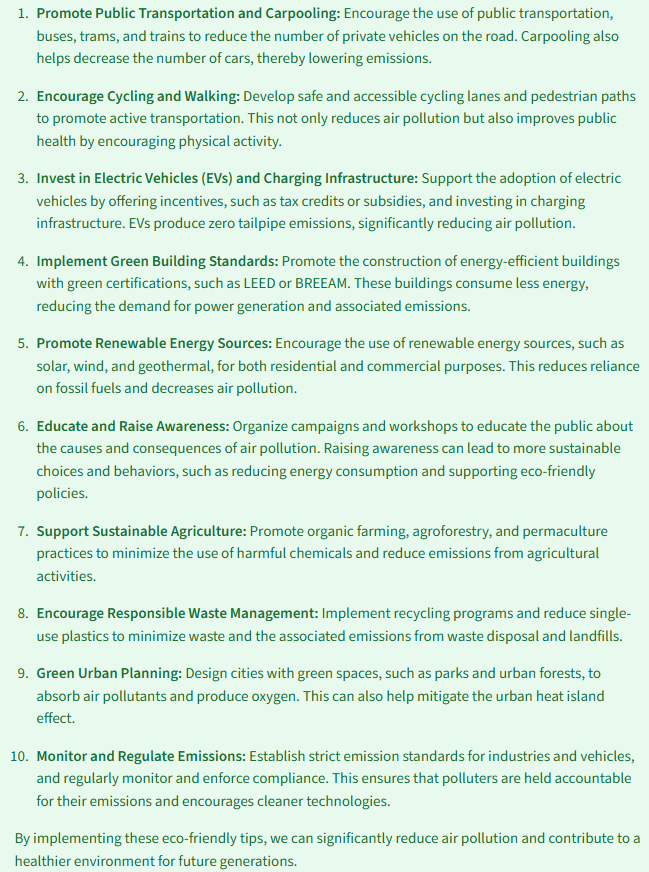 1. Promote Public Transportation and Carpooling: Encourage the use of public transportation,
buses, trams, and trains to reduce the number of private vehicles on the road. Carpooling also
helps decrease the number of cars, thereby lowering emissions.
2. Encourage Cycling and Walking: Develop safe and accessible cycling lanes and pedestrian paths
to promote active transportation. This not only reduces air pollution but also improves public
health by encouraging physical activity.
3. Invest in Electric Vehicles (EVs) and Charging Infrastructure: Support the adoption of electric
vehicles by offering incentives, such as tax credits or subsidies, and investing in charging
infrastructure. EVs produce zero tailpipe emissions, significantly reducing air pollution.
4. Implement Green Building Standards: Promote the construction of energy-efficient buildings
with green certifications, such as LEED or BREEAM. These buildings consume less energy,
reducing the demand for power generation and associated emissions.
5. Promote Renewable Energy Sources: Encourage the use of renewable energy sources, such as
solar, wind, and geothermal, for both residential and commercial purposes. This reduces reliance
on fossil fuels and decreases air pollution.
6. Educate and Raise Awareness: Organize campaigns and workshops to educate the public about
the causes and consequences of air pollution. Raising awareness can lead to more sustainable
choices and behaviors, such as reducing energy consumption and supporting eco-friendly
policies.
7. Support Sustainable Agriculture: Promote organic farming, agroforestry, and permaculture
practices to minimize the use of harmful chemicals and reduce emissions from agricultural
activities.
8. Encourage Responsible Waste Management: Implement recycling programs and reduce single-
use plastics to minimize waste and the associated emissions from waste disposal and landfills.
9. Green Urban Planning: Design cities with green spaces, such as parks and urban forests, to
absorb air pollutants and produce oxygen. This can also help mitigate the urban heat island
effect.
10. Monitor and Regulate Emissions: Establish strict emission standards for industries and vehicles,
and regularly monitor and enforce compliance. This ensures that polluters are held accountable
for their emissions and encourages cleaner technologies.
By implementing these eco-friendly tips, we can significantly reduce air pollution and contribute to a
healthier environment for future generations.